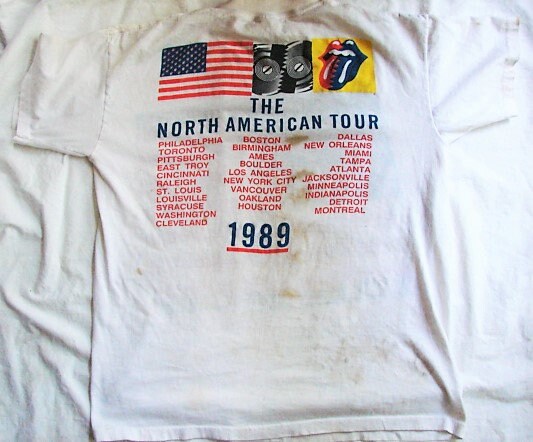 THE
NORTH AMERICAN TOUR
PHILADELPHIA
TORONTO
PITTSBURGH
EAST TROY
CINCINNATI
RALEIGH
ST. LOUIS
LOUISVILLE
SYRACUSE
WASHINGTON
CLEVELAND
BOSTON
BIRMINGHAM
AMES
BOULDER
LOS ANGELES
NEW YORK CITY
VANCOUVER
OAKLAND
HOUSTON
DALLAS
NEW ORLEANS
MIAMI
TAMPA
ATLANTA
JACKSONVILLE
MINNEAPOLIS
INDIANAPOLIS
DETROIT
MONTREAL
1989